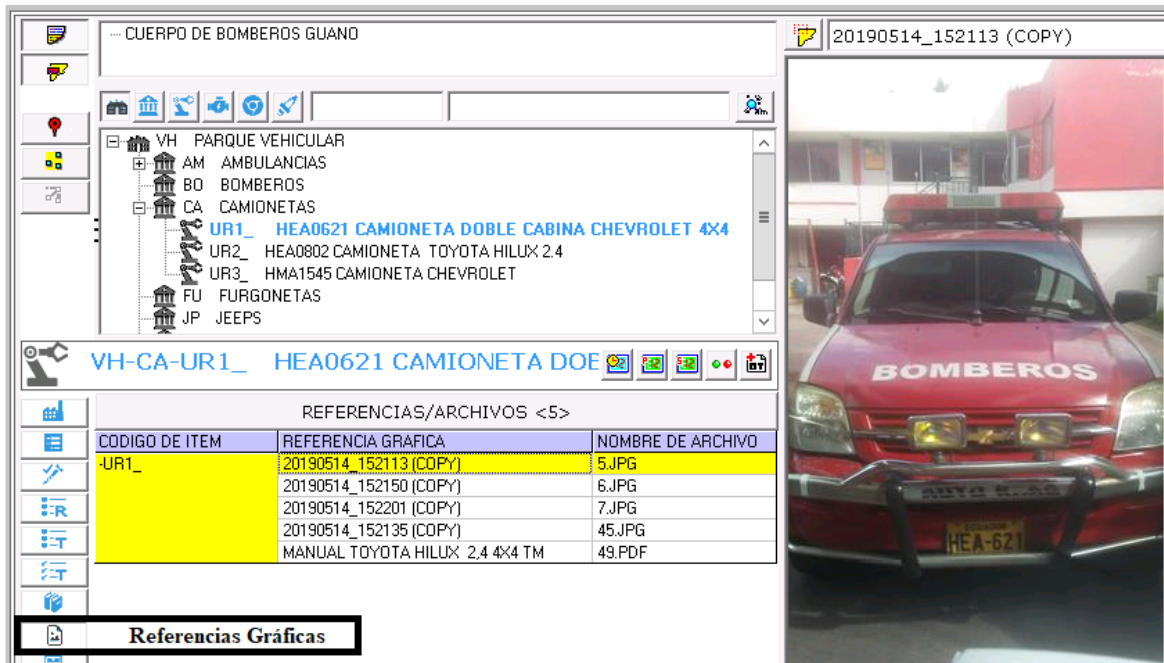 CUERPO DE BOMBEROS GUANO
20190514_152113 (COPY)
VH PARQUE VEHICULAR
AM AMBULANCIAS
BO BOMBEROS
CA CAMIONETAS
UR1_ HEA0621 CAMIONETA DOBLE CABINA CHEVROLET 4X4
UR2_ HEA0802 CAMIONETA TOYOTA HILUX 2.4
UR3_ HMA1545 CAMIONETA CHEVROLET
FU FURGONETAS
JP JEEPS
VH-CA-UR1_ HEA0621 CAMIONETA DOE
REFERENCIAS/ARCHIVOS <5>
CODIGO DE ITEM REFERENCIA GRAFICA NOMBRE DE ARCHIVO
-UR1_ 20190514_152113 (COPY) 5.JPG
20190514_152150 (COPY) 6.JPG
20190514_152201 (COPY) 7.JPG
20190514_152135 (COPY) 45.JPG
MANUAL TOYOTA HILUX 2,4 4X4 TM 49.PDF
Referencias Gráficas
BOMBEROS
ECUADOR
HEA-621